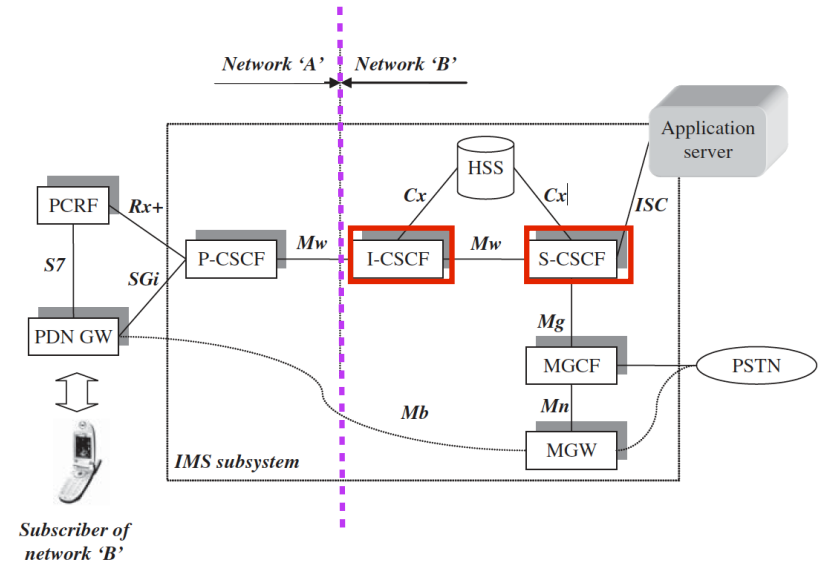 Network ‘A’
Network ‘B’
Application
server
HSS
PCRF
Rx+
Cx
Cx
ISC
S7
SGi
P-CSCF
Mw
I-CSCF
Mw
S-CSCF
PDN GW
Mg
MGCF
PSTN
Mb
Mn
MGW
IMS subsystem
Subscriber of
network ‘B’